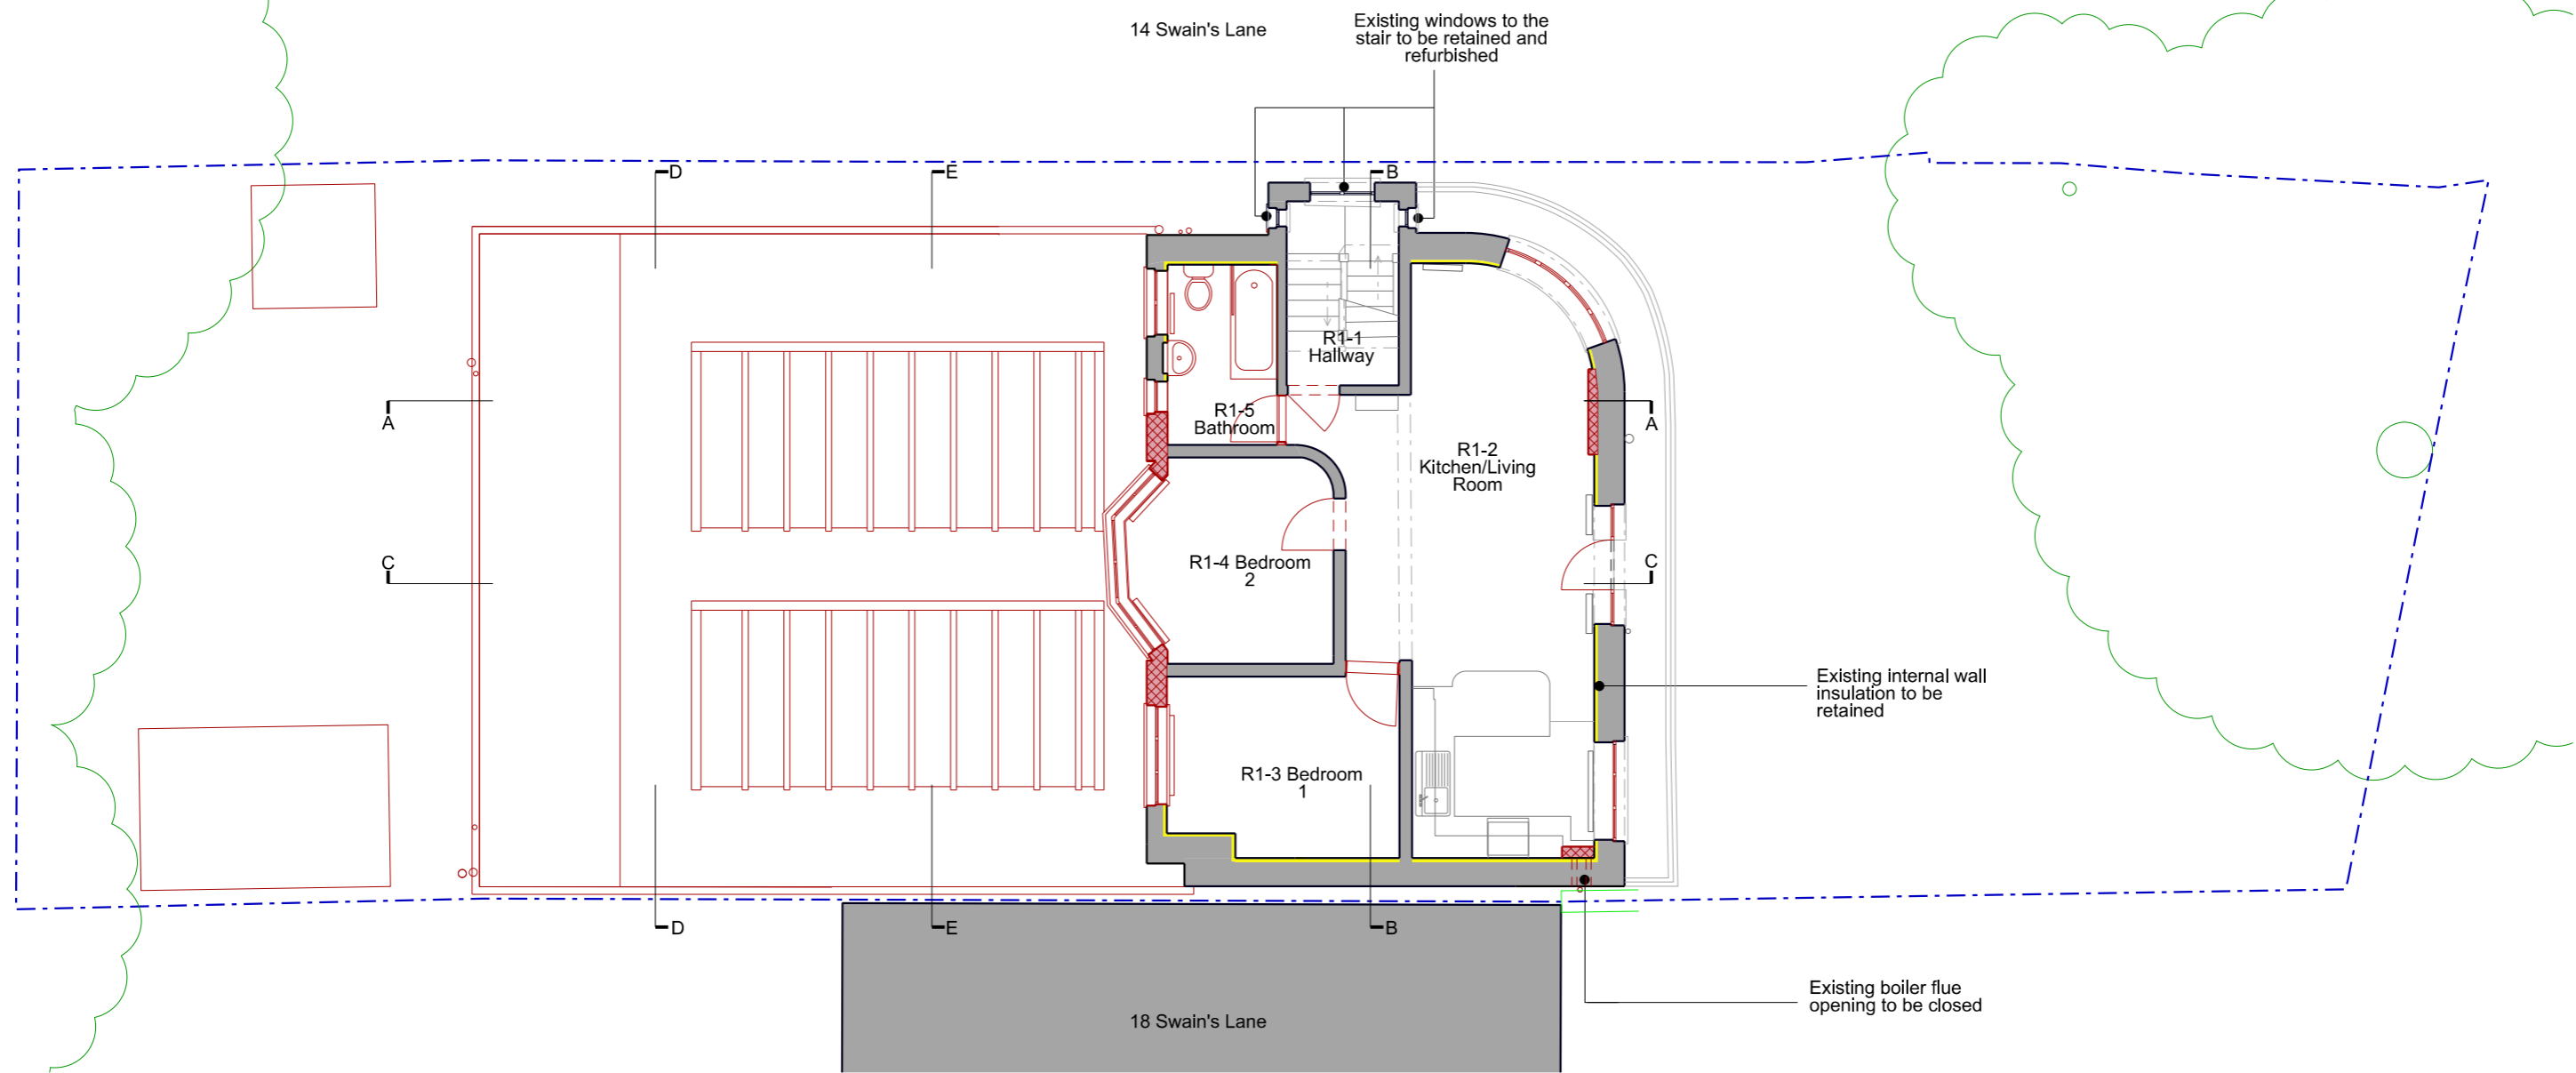 14 Swain's Lane
Existing windows to the
stair to be retained and
refurbished
D
E
B
R1-1
Hallway
A
R1-5
Bathroom
A
R1-2
Kitchen/Living
Room
C
R1-4 Bedroom
2
C
Existing internal wall
insulation to be
retained
R1-3 Bedroom
1
D
E
B
Existing boiler flue
opening to be closed
18 Swain's Lane